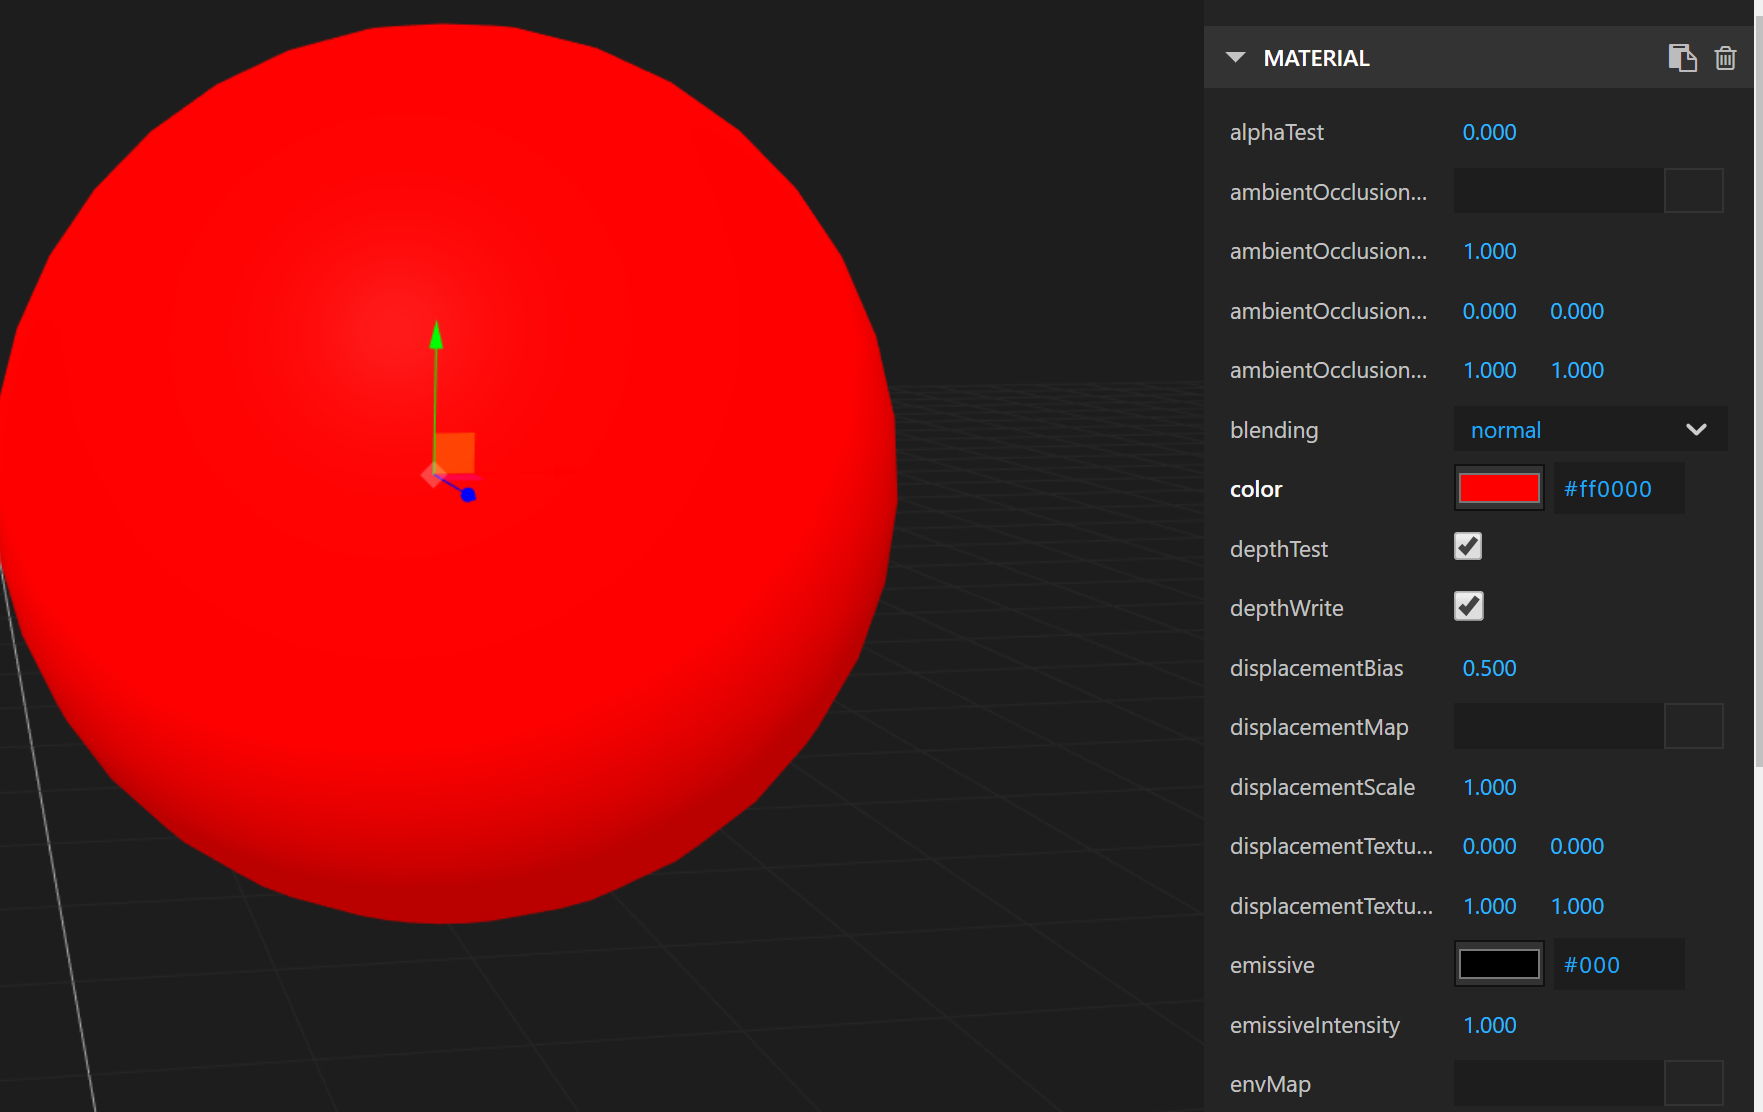 MATERIAL
alphaTest 0.000
ambientOcclusion...
ambientOcclusion... 1.000
ambientOcclusion... 0.000 0.000
ambientOcclusion... 1.000 1.000
blending normal
color #ff0000
depthTest
depthWrite
displacementBias 0.500
displacementMap
displacementScale 1.000
displacementTextu... 0.000 0.000
displacementTextu... 1.000 1.000
emissive #000
emissiveIntensity 1.000
envMap